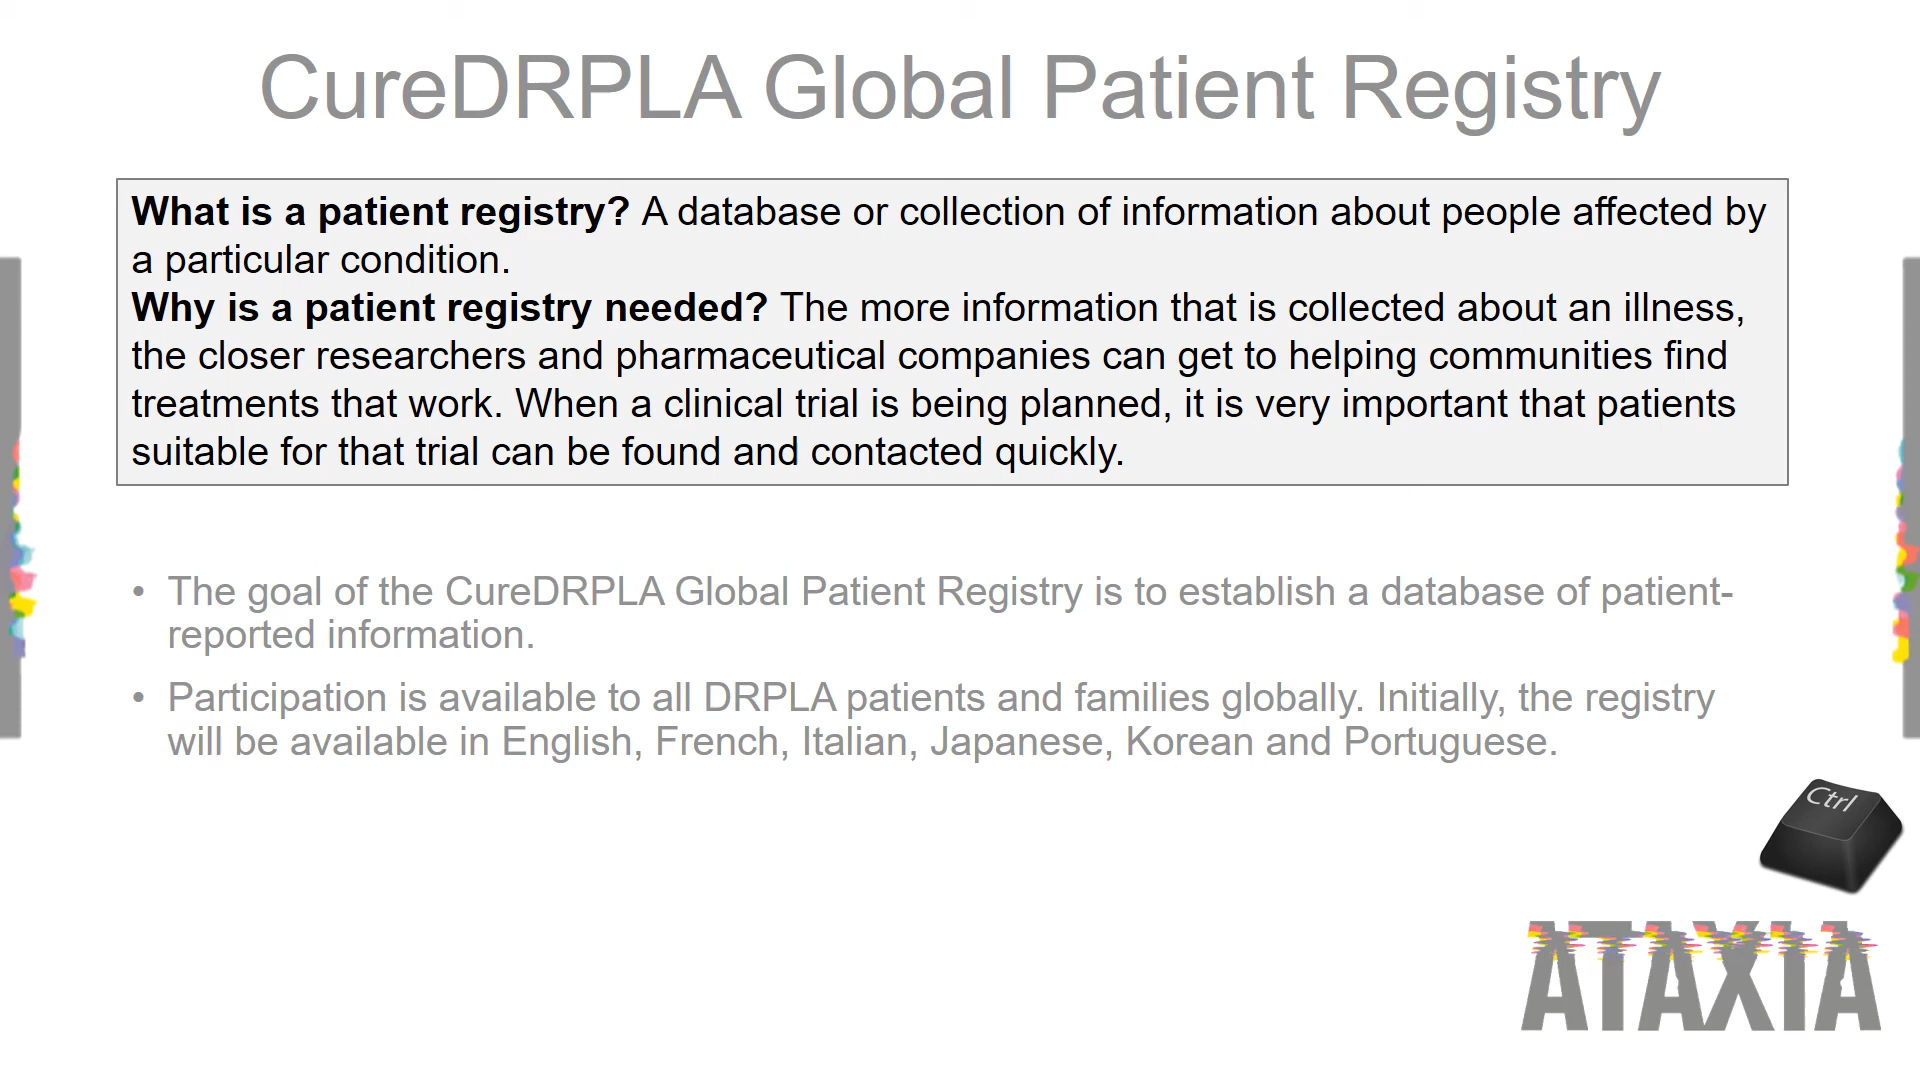 CureDRPLA Global Patient Registry
What is a patient registry? A database or collection of information about people affected by
a particular condition.
Why is a patient registry needed? The more information that is collected about an illness,
the closer researchers and pharmaceutical companies can get to helping communities find
treatments that work. When a clinical trial is being planned, it is very important that patients
suitable for that trial can be found and contacted quickly.
• The goal of the CureDRPLA Global Patient Registry is to establish a database of patient-
reported information.
• Participation is available to all DRPLA patients and families globally. Initially, the registry
will be available in English, French, Italian, Japanese, Korean and Portuguese.
Ctrl
ATAXIA